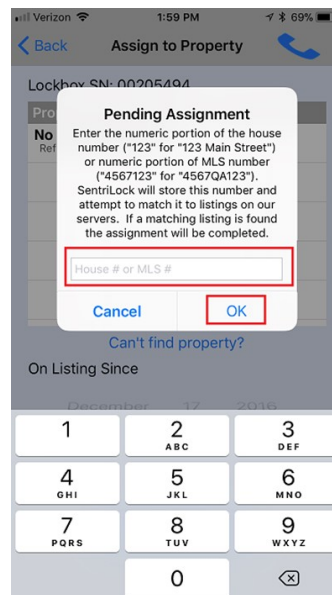 Verizon 1:59 PM 69%
Back Assign to Property
Lockbox SN: 00205494
Pending Assignment
Enter the numeric portion of the house
number ("123" for "123 Main
Street") or numeric portion of MLS
number ("4567123" for "4567QA
123"). SentriLock will store this number and
attempt to match it to listings on our
servers. If a matching listing is found
the assignment will be completed.
House # or MLS #
Cancel OK
Can't find property?
On Listing Since
December 17 2016
1 2 3
ABC DEF
4 5 6
GHI JKL MNO
7 8 9
PQRS TUV WXYZ
0